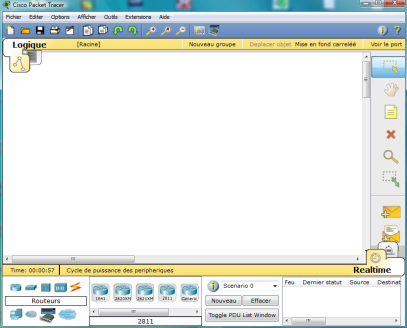 Cisco Packet Tracer
Fichier Editer Options Afficher Outils Extensions Aide
Logique [Racine] Nouveau groupe Deplacer objet Mise en fond carreléé Voir le port
Time: 00:00:57 Cycle de puissance des peripheriques Realtime
Scenario 0
Feu Dernier statut Source Destinat
1841 2620XM 2621XM 2811 Generic
Routeurs
Nouveau Effacer
Toggle PDU List Window
2811